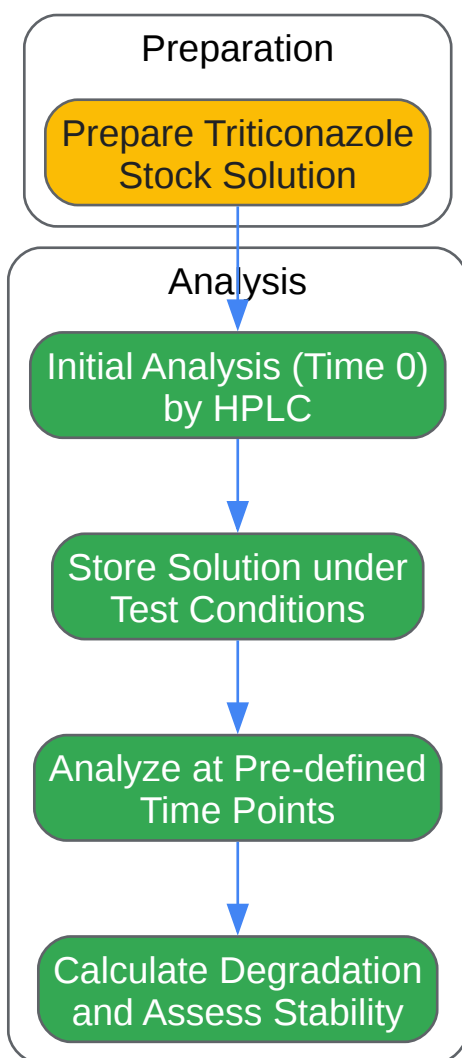 Preparation
Prepare Triticonazole
Stock Solution
Analysis
Initial Analysis (Time 0)
by HPLC
Store Solution under
Test Conditions
Analyze at Pre-defined
Time Points
Calculate Degradation
and Assess Stability